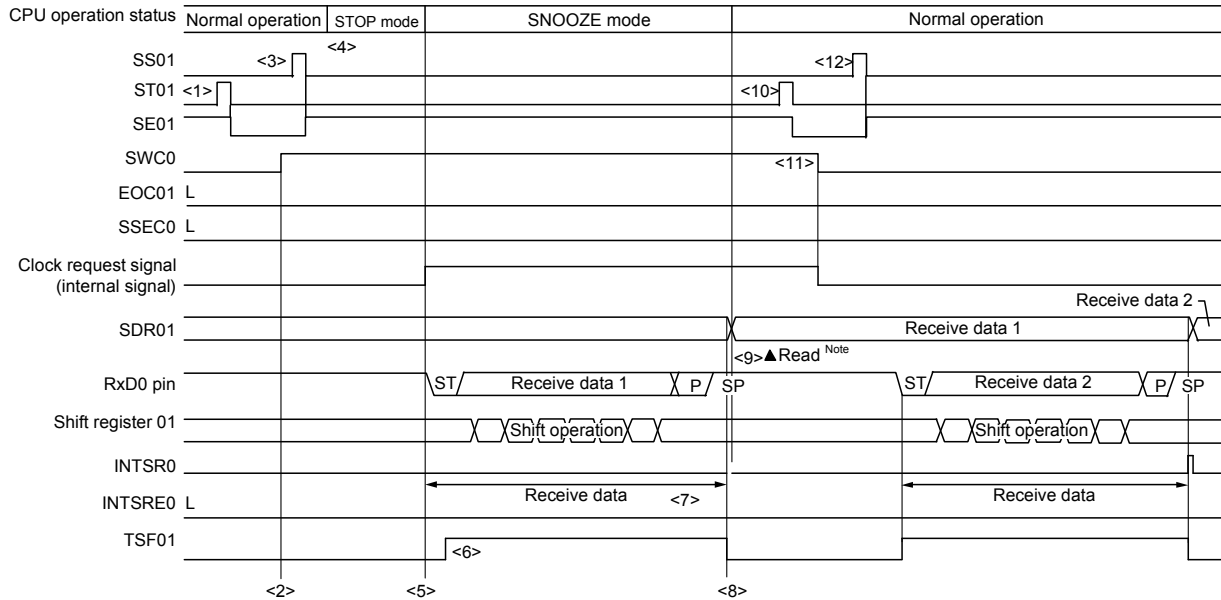 CPU operation status Normal operation STOP mode SNOOZE mode Normal operation
<4>
SS01 <3> <12>
ST01 <1> <10>
SE01
SWC0 <11>
EOC01 L
SSEC0 L
Clock request signal
(internal signal)
Receive data 2
SDR01 Receive data 1
<9>▲Read Note
RxD0 pin ST Receive data 1 P SP ST Receive data 2 P SP
Shift register 01 Shift operation Shift operation
INTSR0
Receive data <7> Receive data
INTSRE0 L
TSF01 <6>
<2> <5> <8>